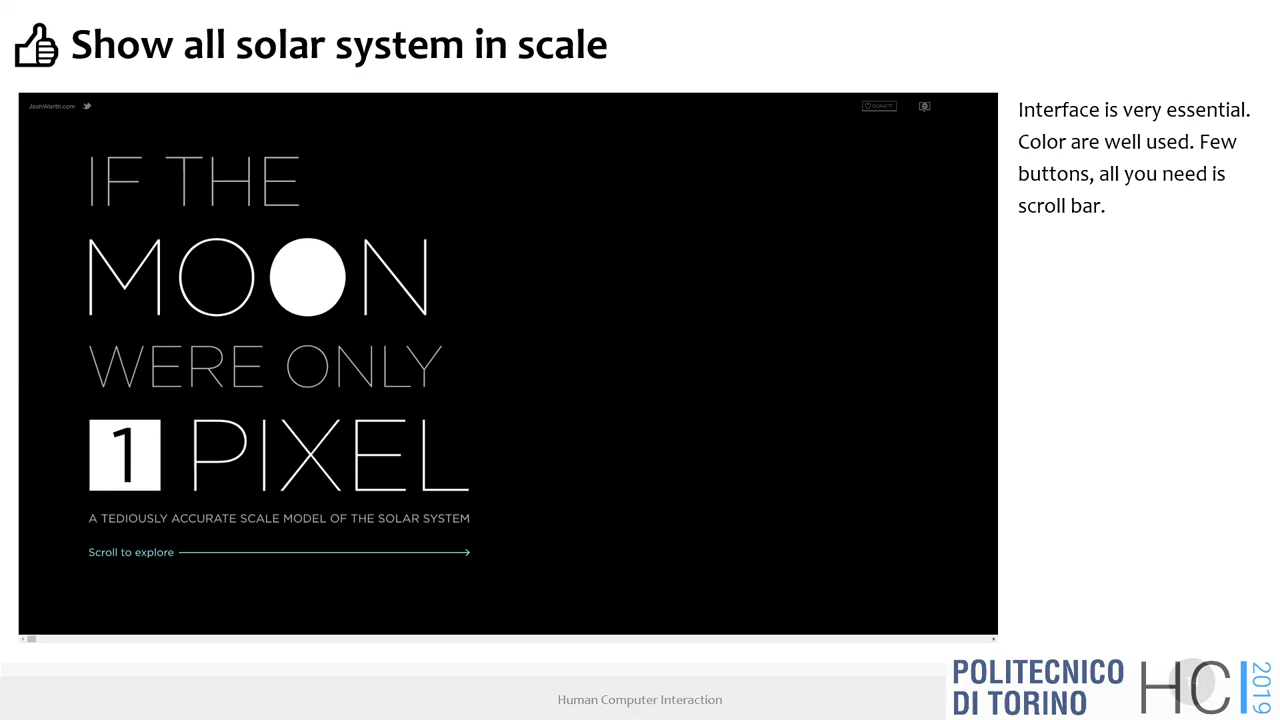 Show all solar system in scale
JoshWorth.com
DONATE
IF THE
MOON
WERE ONLY
1 PIXEL
A TEDIOUSLY ACCURATE SCALE MODEL OF THE SOLAR SYSTEM
Scroll to explore
Interface is very essential.
Color are well used. Few
buttons, all you need is
scroll bar.
Human Computer Interaction
POLITECNICO
DI TORINO
HCI
2019